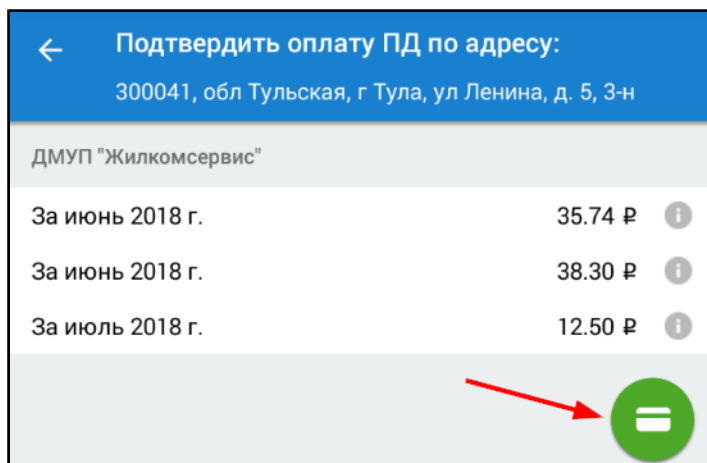 Подтвердить оплату ПД по адресу:
300041, обл Тульская, г Тула, ул Ленина, д. 5, 3-н
ДМУП "Жилкомсервис"
За июнь 2018 г. 35.74 ₽
За июнь 2018 г. 38.30 ₽
За июль 2018 г. 12.50 ₽